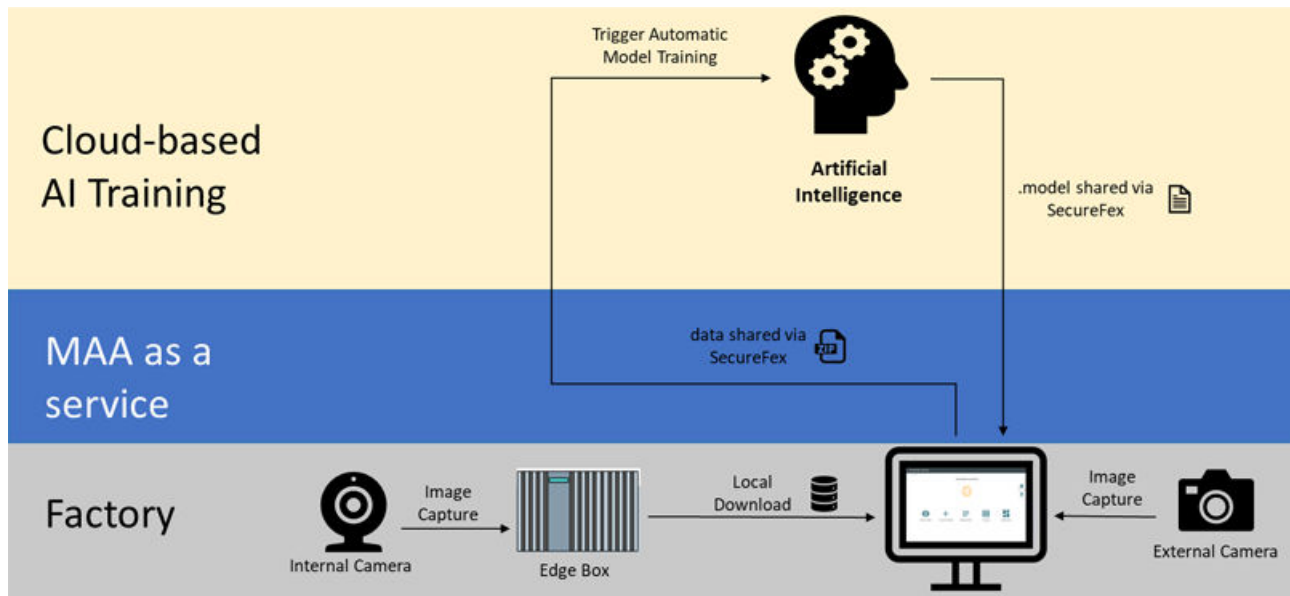 Trigger Automatic
Model Training
Cloud-based
AI Training
Artificial
Intelligence
.model shared via
SecureFex
MAA as a
service
data shared via
SecureFex
ZIP
Factory
Internal Camera
Image
Capture
Edge Box
Local
Download
Image
Capture
External Camera